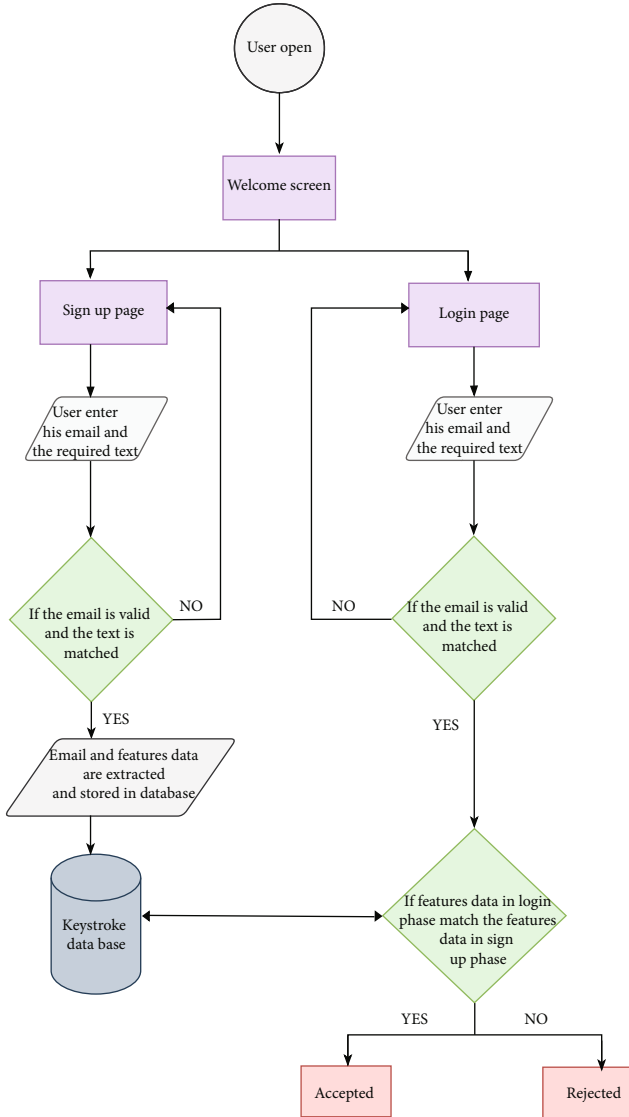 User open
Welcome screen
Sign up page
Login page
User enter
his email and
the required text
User enter
his email and
the required text
If the email is valid
and the text is
matched
NO
NO
If the email is valid
and the text is
matched
YES
YES
Email and features data
are extracted
and stored in database
Keystroke
data base
If features data in login
phase match the features
data in sign
up phase
YES
NO
Accepted
Rejected